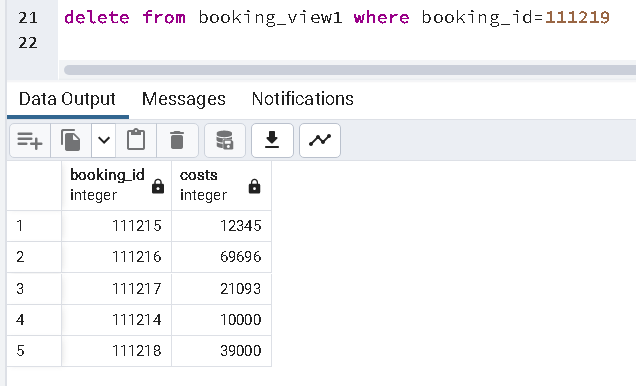 21 delete from booking_view1 where booking_id=111219
22
Data Output Messages Notifications
booking_id costs
integer integer
1 111215 12345
2 111216 69696
3 111217 21093
4 111214 10000
5 111218 39000